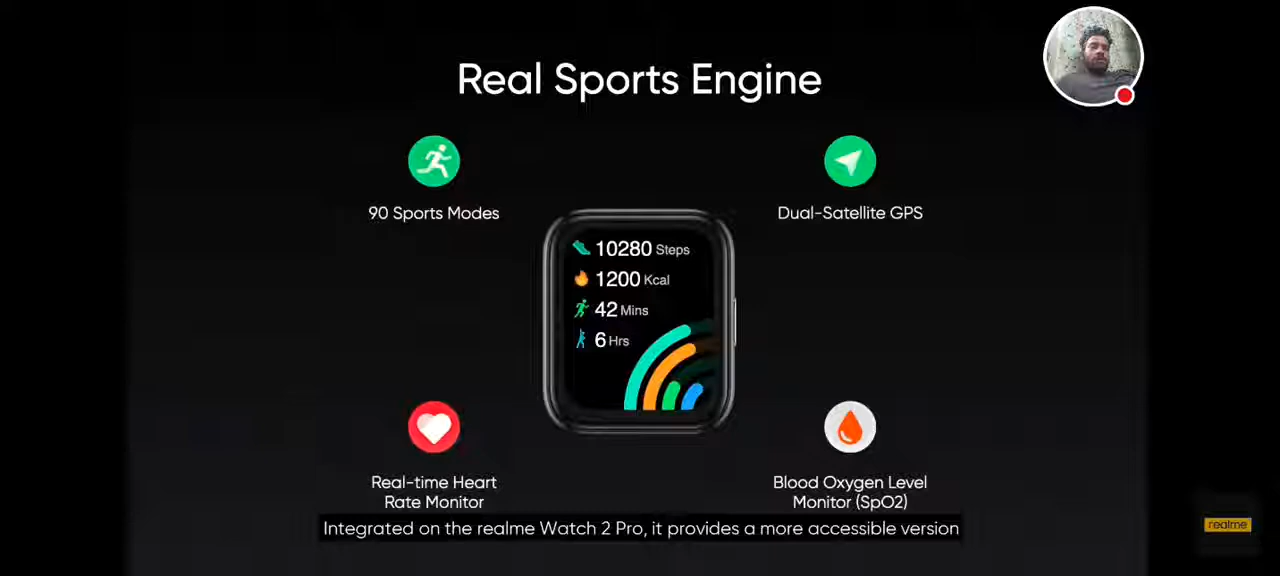 Real Sports Engine
90 Sports Modes
Dual-Satellite GPS
10280 Steps
1200 Kcal
42 Mins
6 Hrs
Real-time Heart
Rate Monitor
Blood Oxygen Level
Monitor (SpO2)
Integrated on the realme Watch 2 Pro, it provides a more accessible version
realme